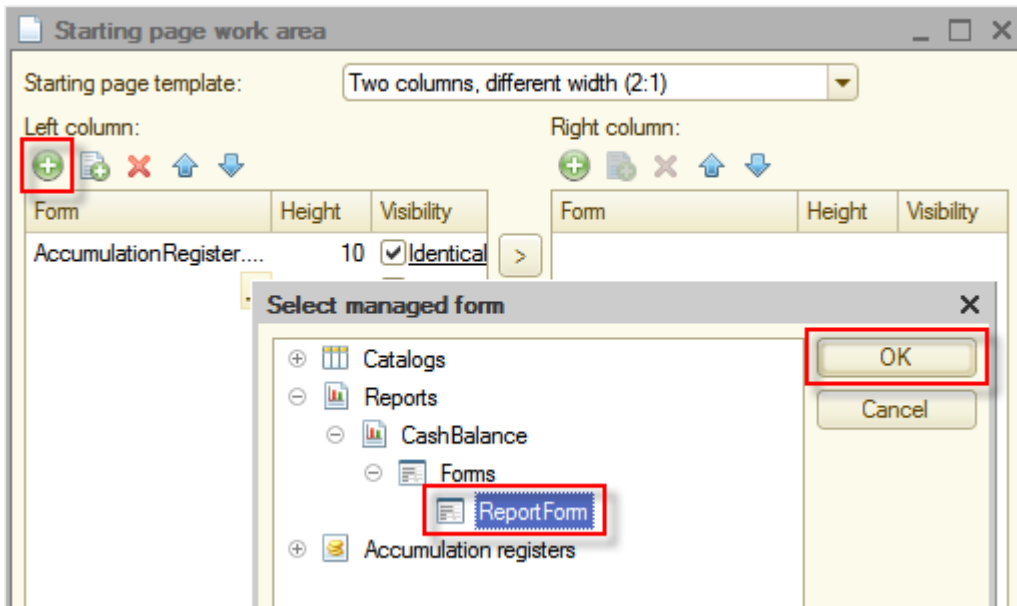 Starting page work area
Starting page template: Two columns, different width (2:1)
Left column: Right column:
Form Height Visibility Form Height Visibility
AccumulationRegister.... 10 Identical >
Select managed form
Catalogs OK
Reports
CashBalance Cancel
Forms
ReportForm
Accumulation registers